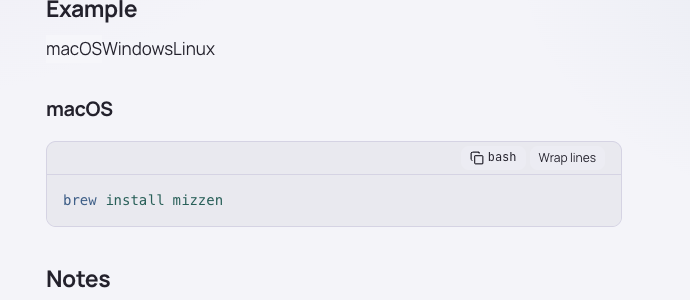 Example
macOSWindowsLinux
macOS
bash Wrap lines
brew install mizzen
Notes